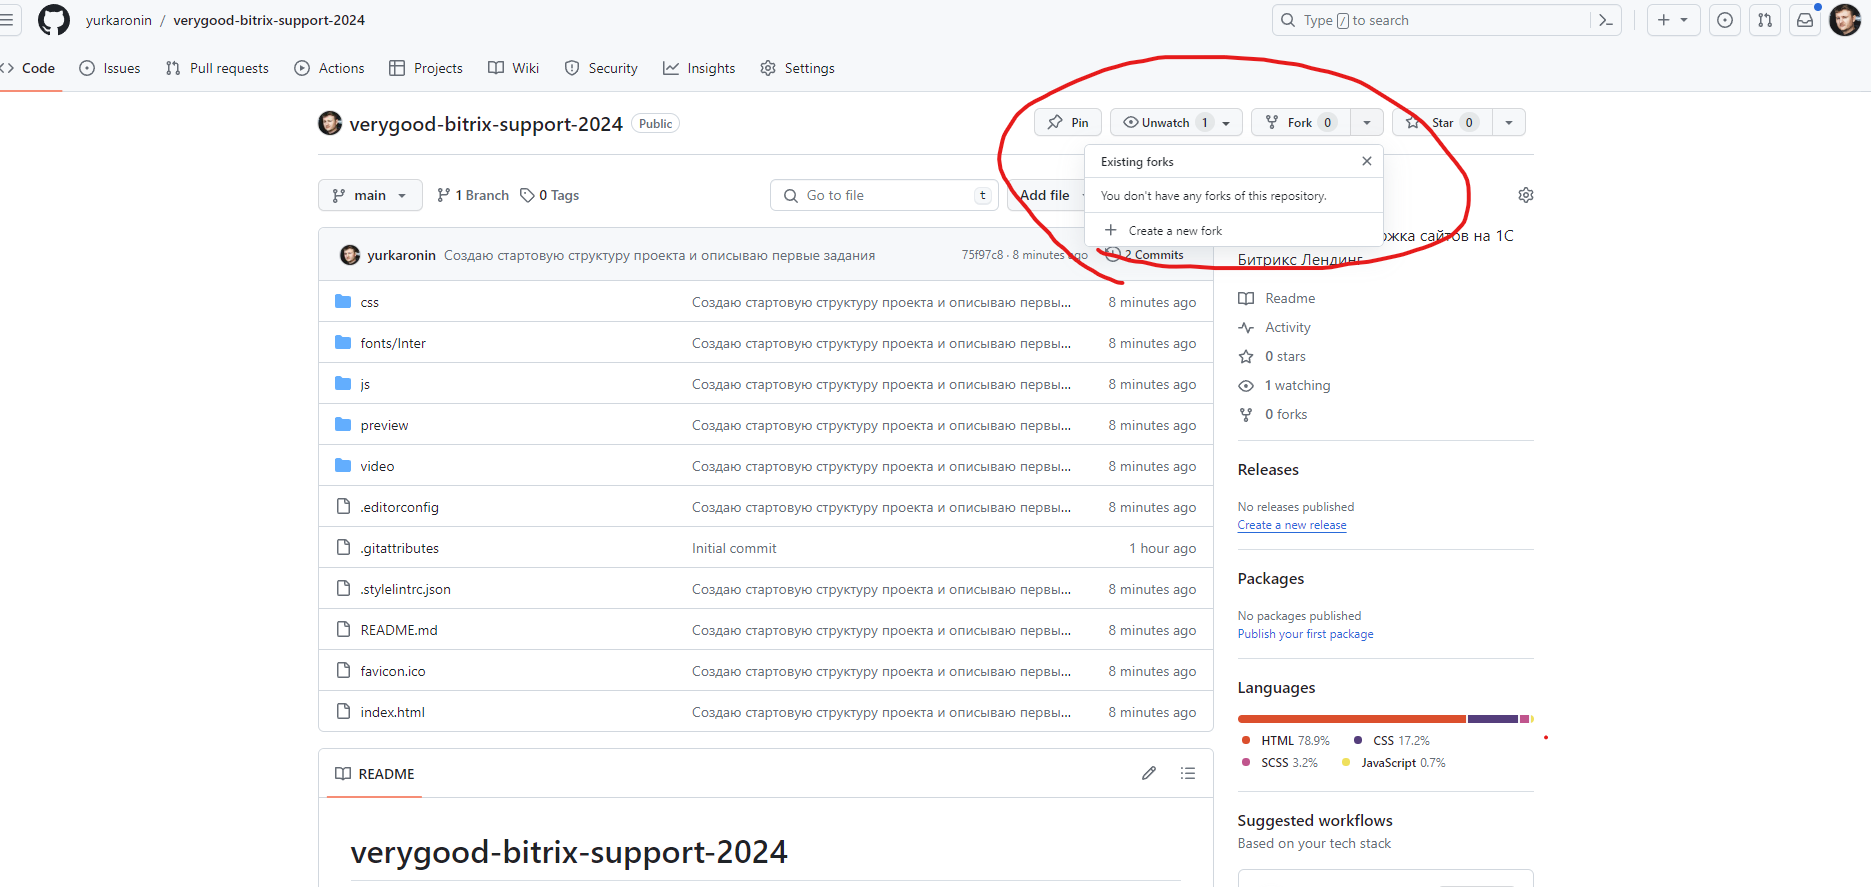 yurkaronin / verygood-bitrix-support-2024
Type / to search
Code Issues Pull requests Actions Projects Wiki Security Insights Settings
verygood-bitrix-support-2024 Public
Pin Unwatch 1 Fork 0 Star 0
Existing forks
You don't have any forks of this repository.
Create a new fork
main 1 Branch 0 Tags Go to file t Add file
yurkaronin Создаю стартовую структуру проекта и описываю первые задания 75f97c8 · 8 minutes ago 2 Commits
css Создаю стартовую структуру проекта и описываю первы... 8 minutes ago
fonts/Inter Создаю стартовую структуру проекта и описываю первы... 8 minutes ago
js Создаю стартовую структуру проекта и описываю первы... 8 minutes ago
preview Создаю стартовую структуру проекта и описываю первы... 8 minutes ago
video Создаю стартовую структуру проекта и описываю первы... 8 minutes ago
.editorconfig Создаю стартовую структуру проекта и описываю первы... 8 minutes ago
.gitattributes Initial commit 1 hour ago
.stylelintrc.json Создаю стартовую структуру проекта и описываю первы... 8 minutes ago
README.md Создаю стартовую структуру проекта и описываю первы... 8 minutes ago
favicon.ico Создаю стартовую структуру проекта и описываю первы... 8 minutes ago
index.html Создаю стартовую структуру проекта и описываю первы... 8 minutes ago
README
verygood-bitrix-support-2024
сайтов на 1С
Битрикс Лендинг
Readme
Activity
0 stars
1 watching
0 forks
Releases
No releases published
Create a new release
Packages
No packages published
Publish your first package
Languages
HTML 78.9% CSS 17.2%
SCSS 3.2% JavaScript 0.7%
Suggested workflows
Based on your tech stack